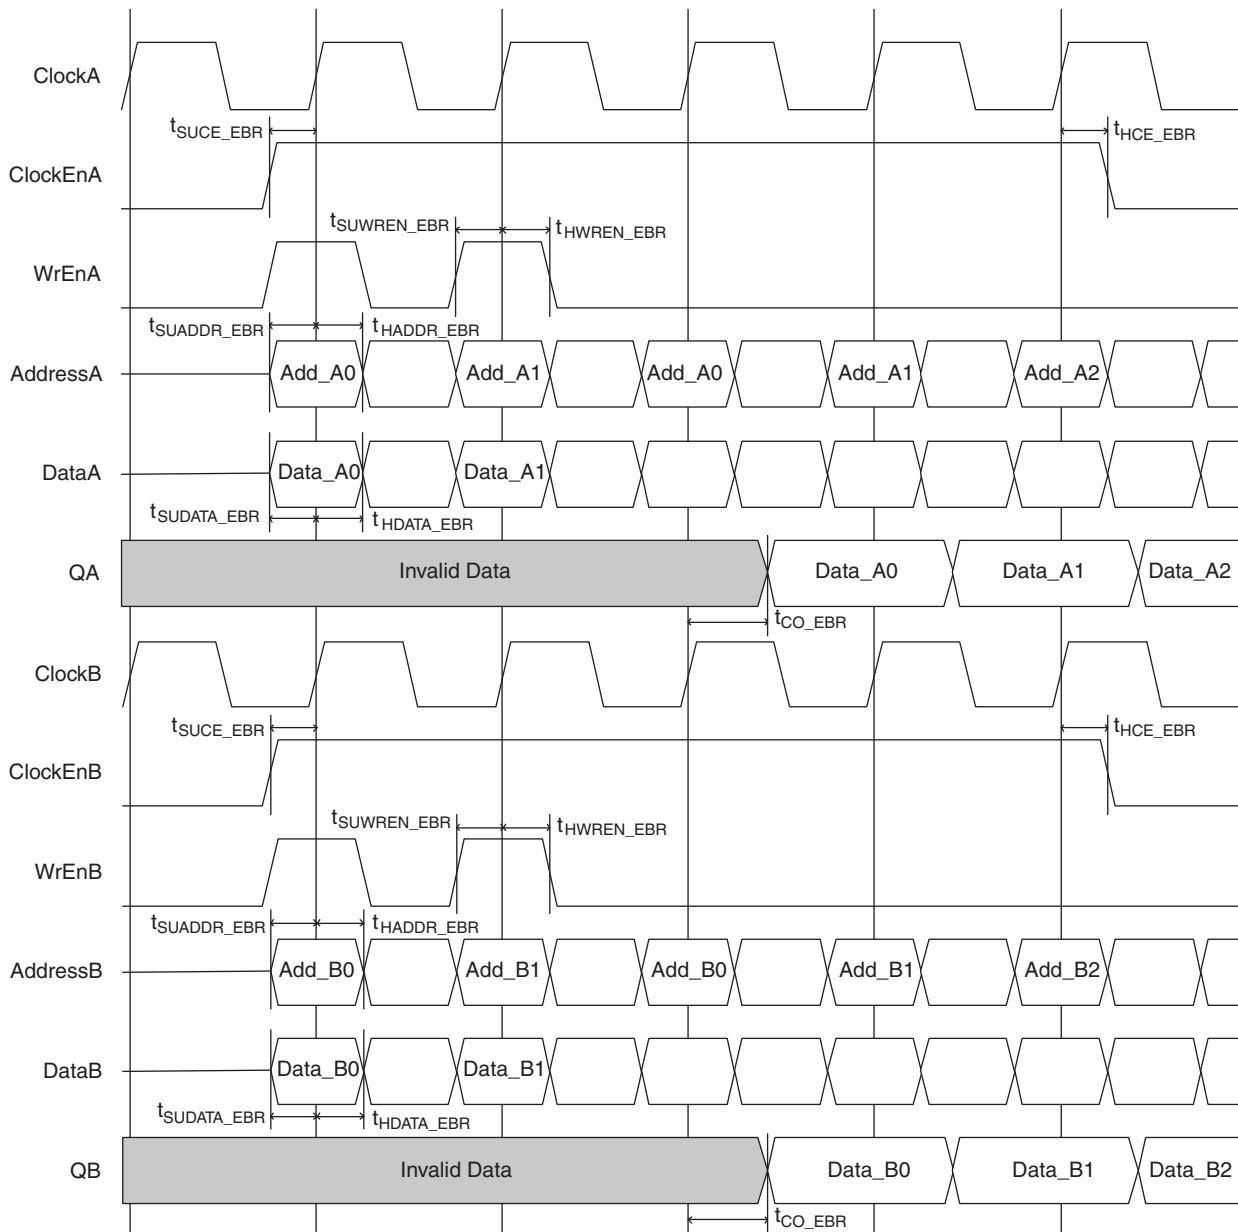 ClockA
tSUCE_EBR
tHCE_EBR
ClockEnA
tSUWREN_EBR
tHWREN_EBR
WrEnA
tSUADDR_EBR
tHADDR_EBR
AddressA
Add_A0
Add_A1
Add_A0
Add_A1
Add_A2
DataA
Data_A0
Data_A1
tSUDATA_EBR
tHDATA_EBR
QA
Invalid Data
Data_A0
Data_A1
Data_A2
tCO_EBR
ClockB
tSUCE_EBR
tHCE_EBR
ClockEnB
tSUWREN_EBR
tHWREN_EBR
WrEnB
tSUADDR_EBR
tHADDR_EBR
AddressB
Add_B0
Add_B1
Add_B0
Add_B1
Add_B2
DataB
Data_B0
Data_B1
tSUDATA_EBR
tHDATA_EBR
QB
Invalid Data
Data_B0
Data_B1
Data_B2
tCO_EBR